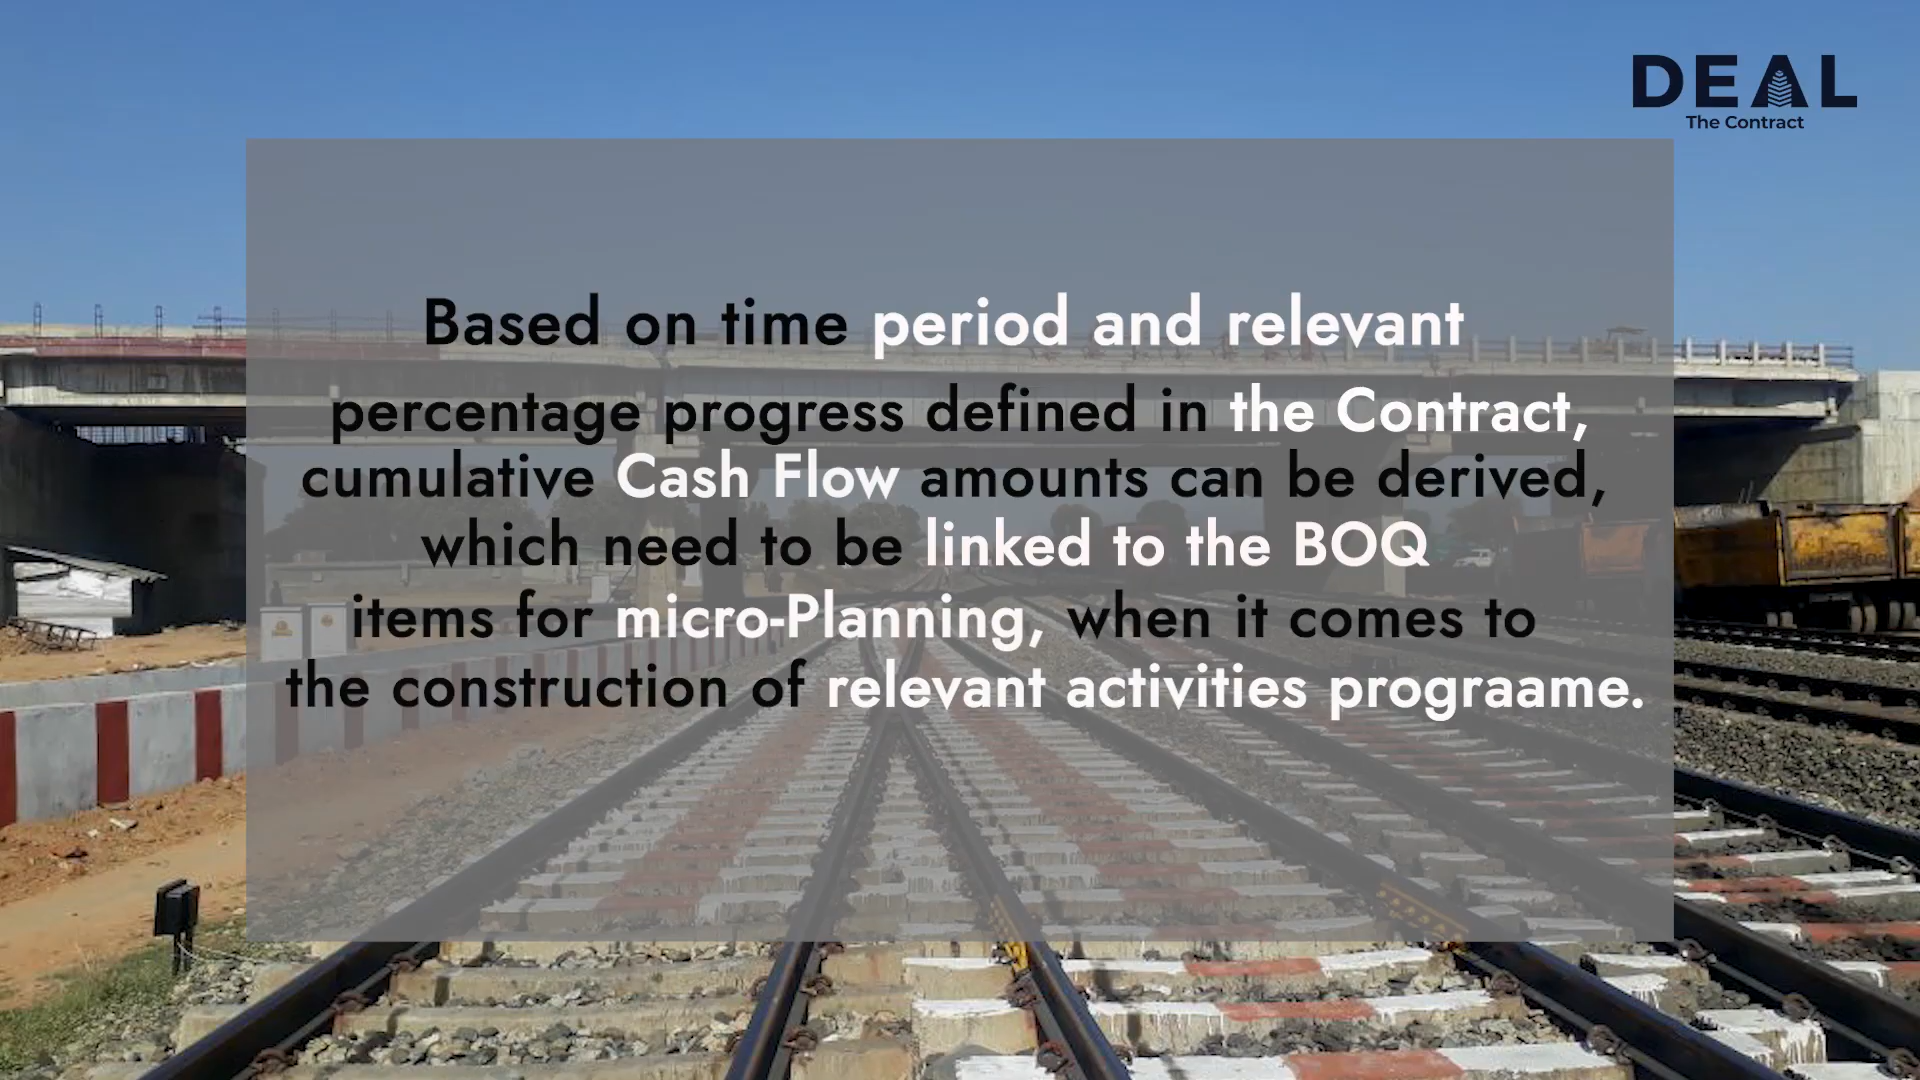 DEAL
The Contract
Based on time period and relevant
percentage progress defined in the Contract,
cumulative Cash Flow amounts can be derived,
which need to be linked to the BOQ
items for micro-Planning, when it comes to
the construction of relevant activities prograame.